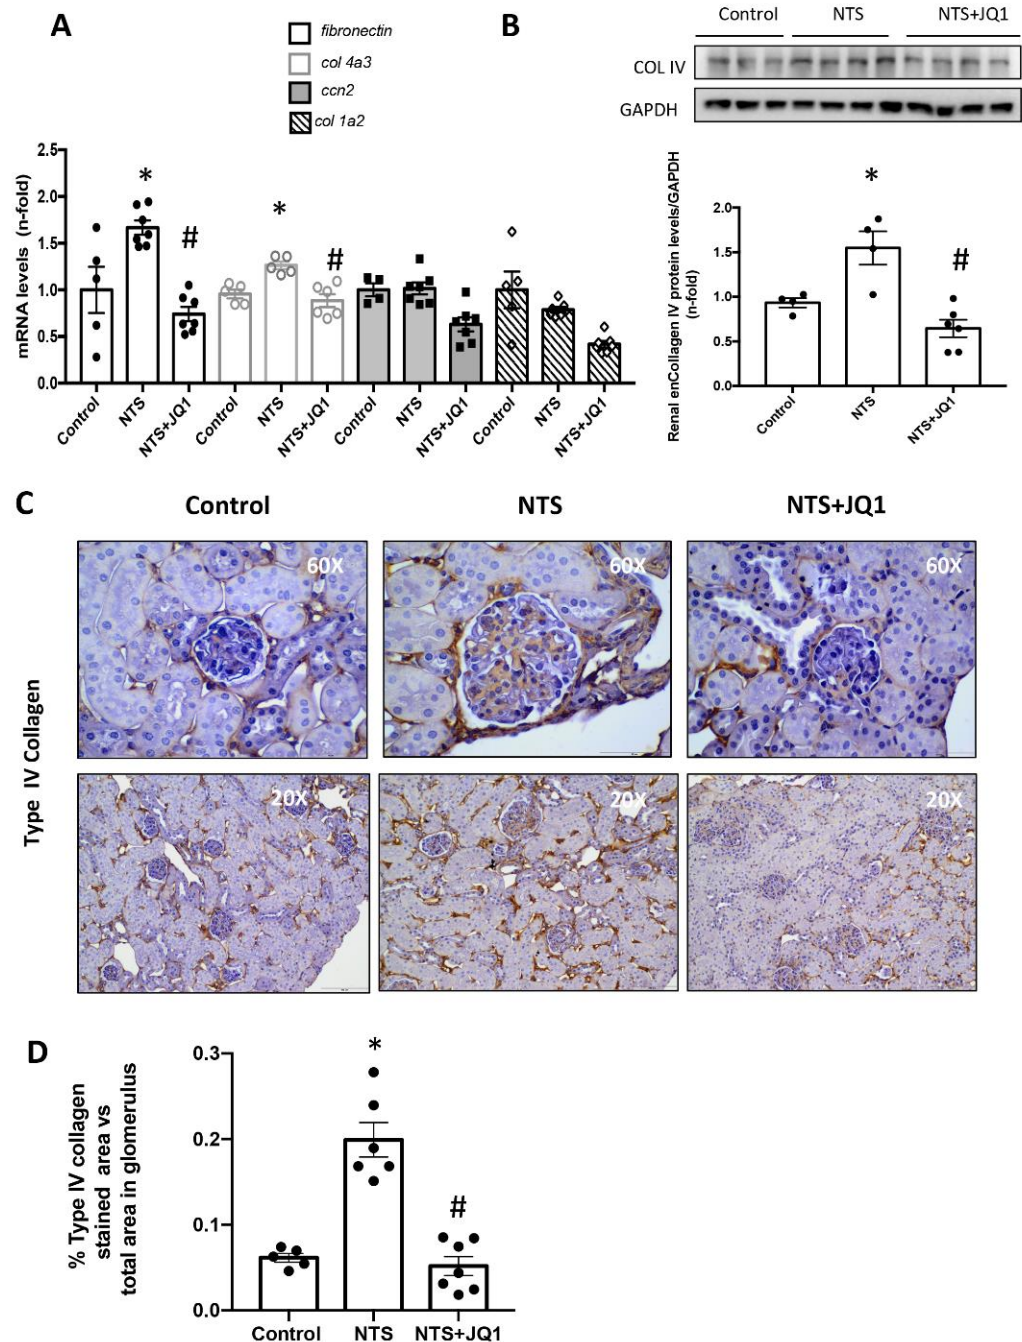 A
fibronectin
col 4a3
ccn2
col 1a2
mRNA levels (n-fold)
2.5
2.0
1.5
1.0
0.5
0.0
*
#
*
#
Control
NTS
NTS+JQ1
Control
NTS
NTS+JQ1
Control
NTS
NTS+JQ1
Control
NTS
NTS+JQ1
B
Control NTS NTS+JQ1
COL IV
GAPDH
Renal enCollagen IV protein levels/GAPDH
(n-fold)
2.0
1.5
1.0
0.5
0.0
*
#
Control
NTS
NTS+JQ1
C
Control NTS NTS+JQ1
Type IV Collagen
60X 60X 60X
20X 20X 20X
D
% Type IV collagen
stained area vs
total area in glomerulus
0.3
0.2
0.1
0.0
*
#
Control NTS NTS+JQ1